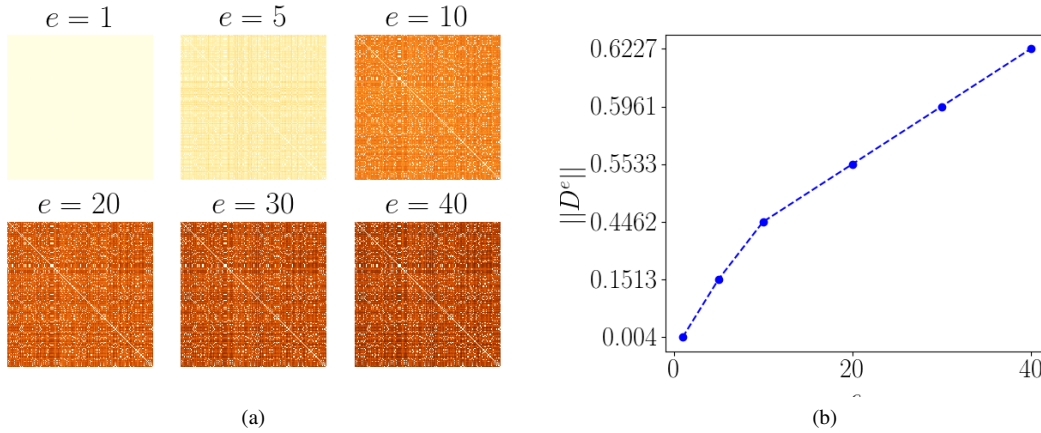 e = 1
e = 5
e = 10
e = 20
e = 30
e = 40
(a)
||D^e||
0.6227
0.5961
0.5533
0.4462
0.1513
0.004
0
20
40
(b)